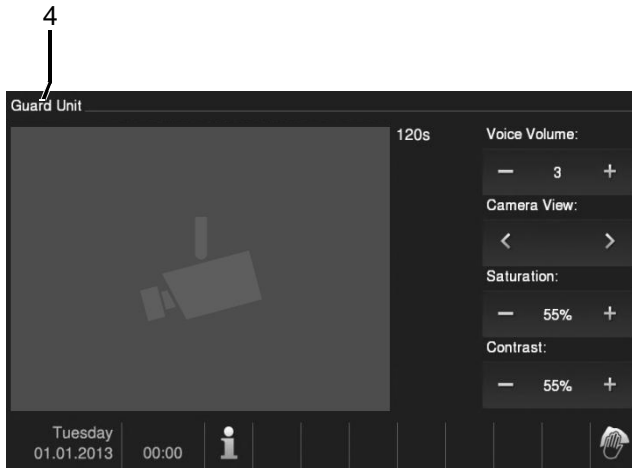 4
Guard Unit
120s
Voice Volume:
− 3 +
Camera View:
< >
Saturation:
− 55% +
Contrast:
− 55% +
Tuesday
01.01.2013 00:00 i